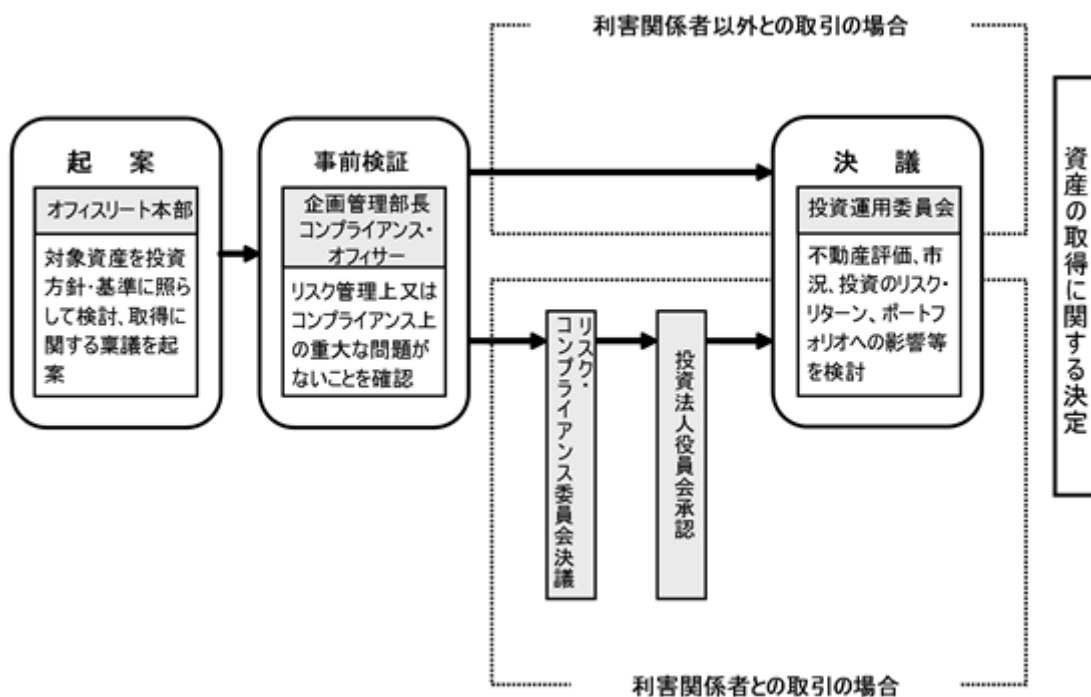 利害関係者以外との取引の場合
起　案
オフィスリート本部
対象資産を投資
方針・基準に照ら
して検討、取得に
関する稟議を起
案
事前検証
企画管理部長
コンプライアンス・
オフィサー
リスク管理上又は
コンプライアンス上
の重大な問題が
ないことを確認
リスク・
コンプライアンス委員会決議
投資法人役員会承認
決　議
投資運用委員会
不動産評価、市
況、投資のリスク・
リターン、ポートフ
ォリオへの影響等
を検討
資産の取得に関する決定
利害関係者との取引の場合